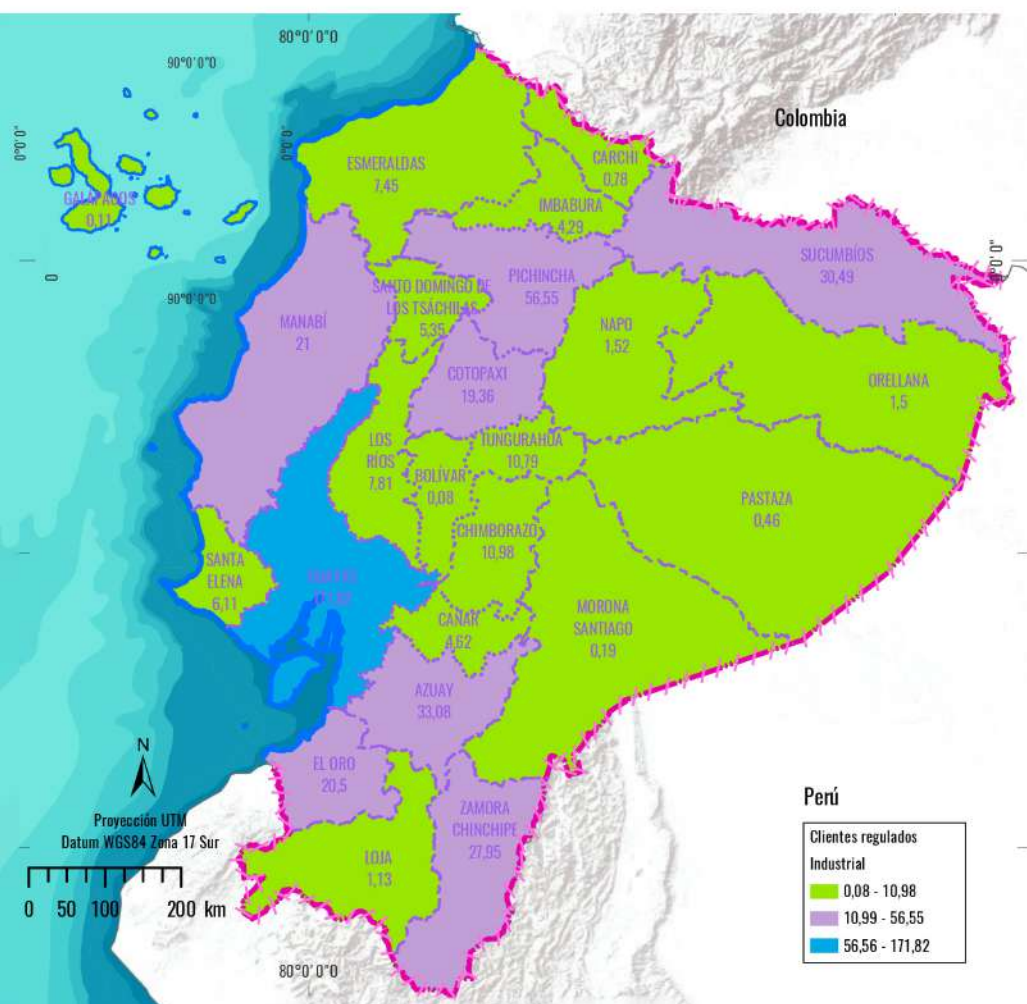 80°0'0"O
90°0'0"O
Colombia
0°0'0"
0°0'0"
ESMERALDAS
7,45
CARCHI
0,78
GALÁPAGOS
0,11
IMBABURA
4,29
SUCUMBÍOS
30,49
0°0'0"
0
PICHINCHA
56,55
SANTO DOMINGO DE
LOS TSÁCHILAS
5,35
90°0'0"O
MANABÍ
21
NAPO
1,52
COTOPAXI
19,36
ORELLANA
1,5
LOS
RÍOS
7,81
TUNGURAHUA
10,79
BOLÍVAR
0,08
PASTAZA
0,46
CHIMBORAZO
10,98
SANTA
ELENA
6,11
MORONA
SANTIAGO
0,19
CAÑAR
4,62
AZUAY
33,08
EL ORO
20,5
ZAMORA
CHINCHIPE
27,95
LOJA
1,13
N
Proyección UTM
Datum WGS84 Zona 17 Sur
0 50 100 200 km
80°0'0"O
Perú
Clientes regulados
Industrial
0,08 - 10,98
10,99 - 56,55
56,56 - 171,82